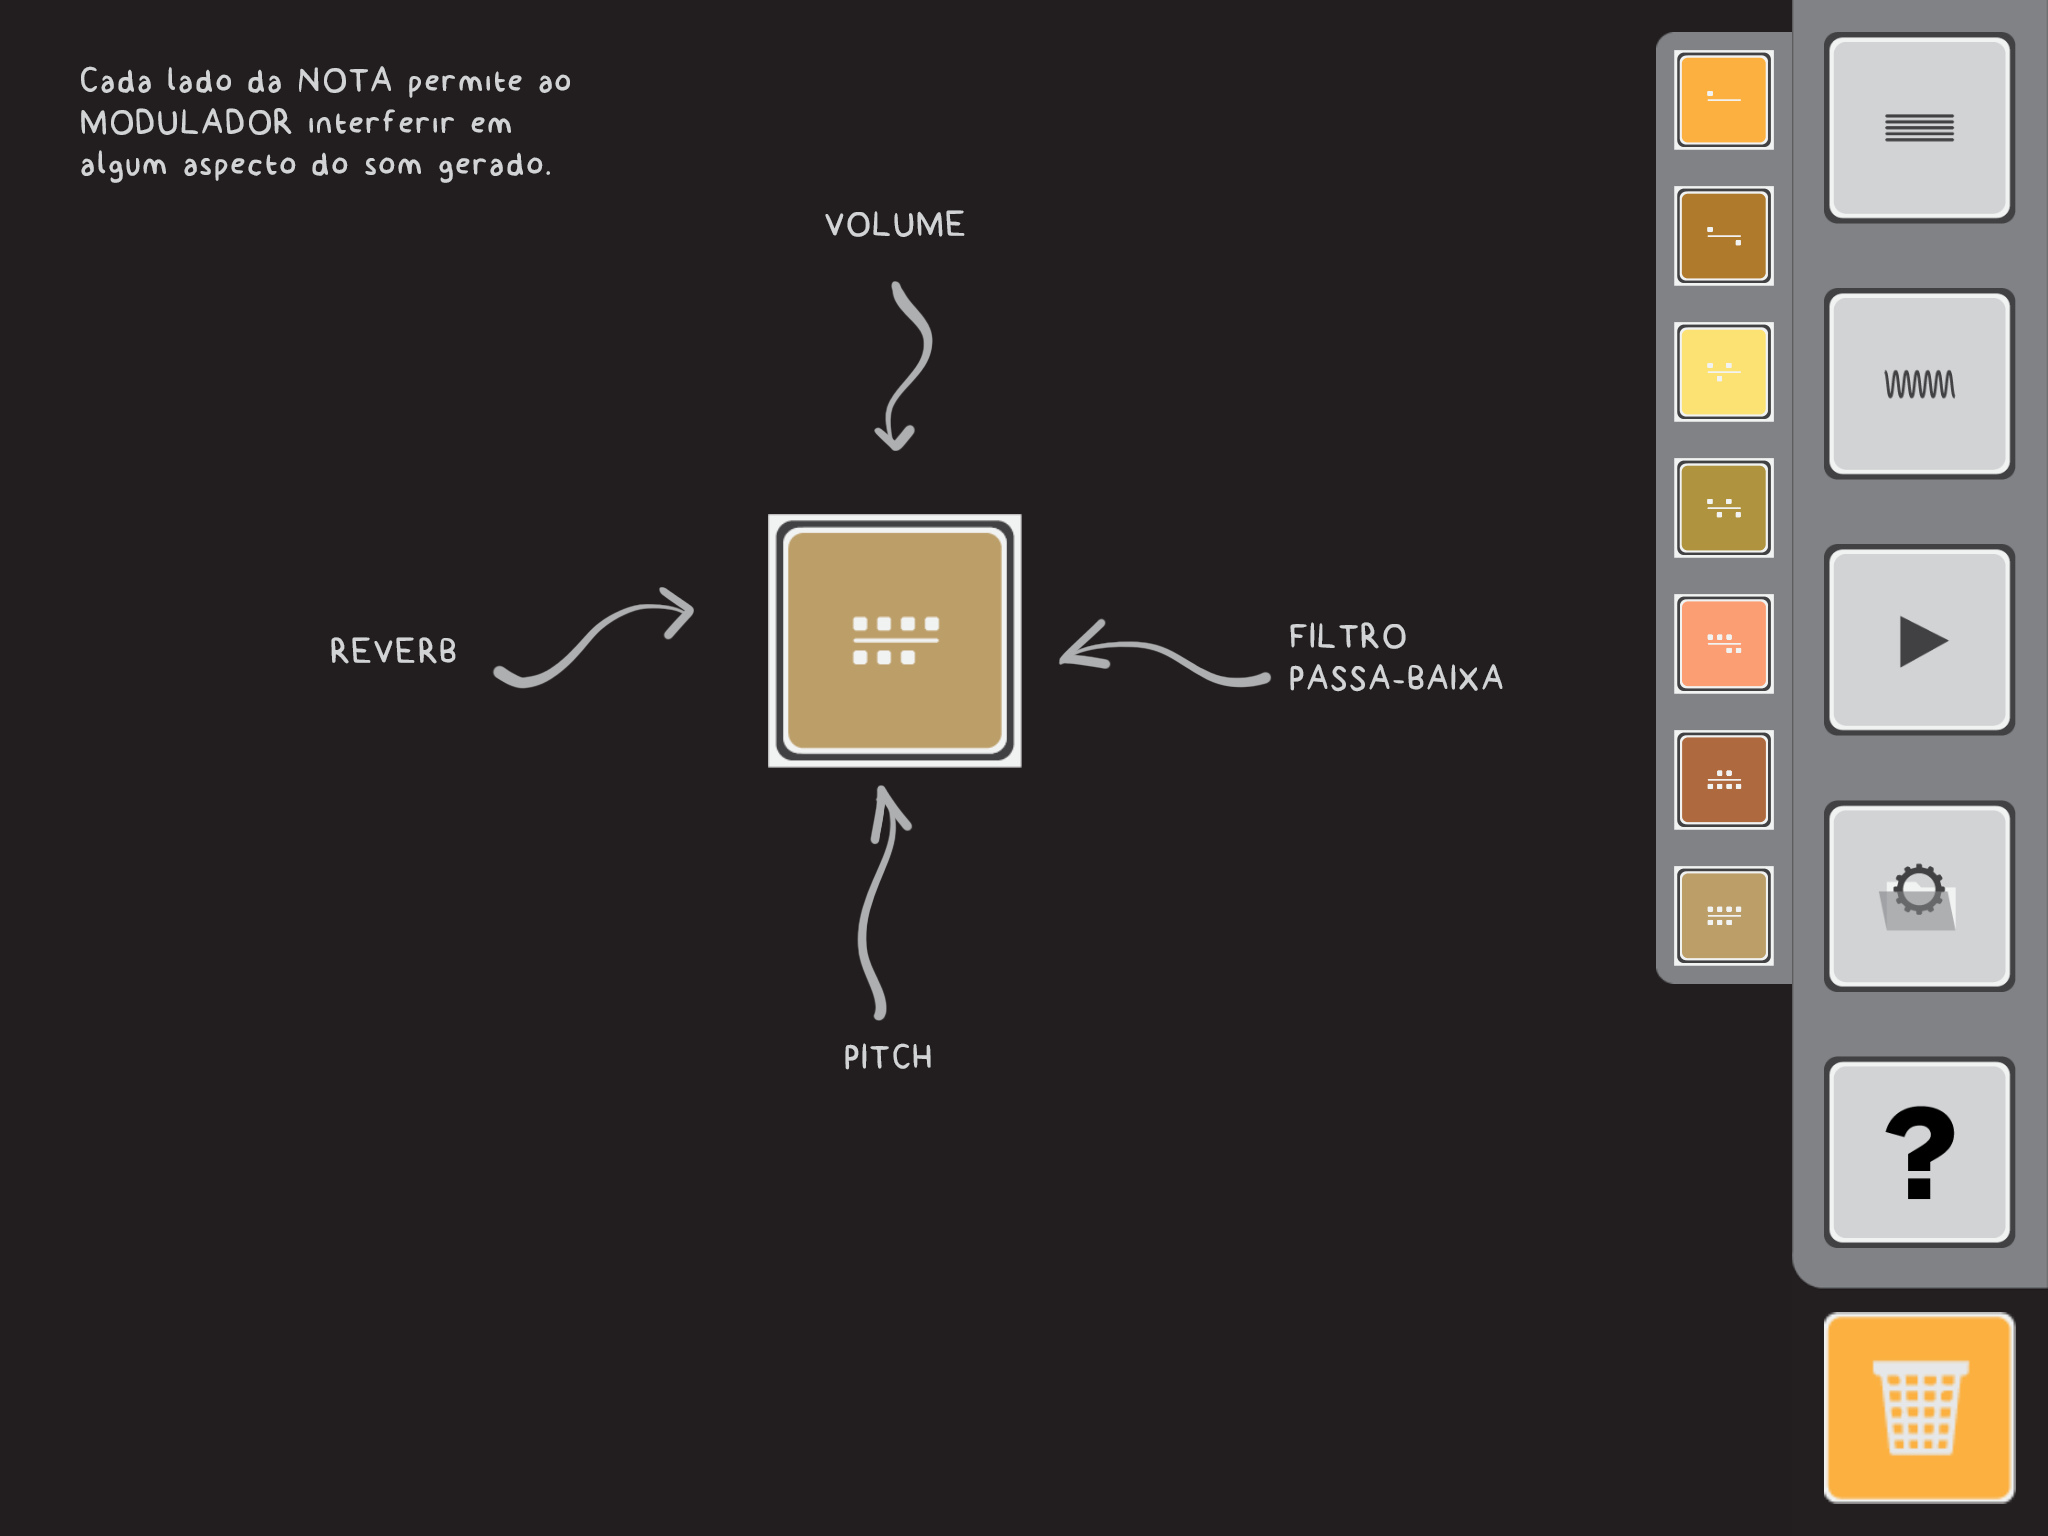 Cada lado da NOTA permite ao
MODULADOR interferir em
algum aspecto do som gerado.
VOLUME
REVERB
FILTRO
PASSA-BAIXA
PITCH
?